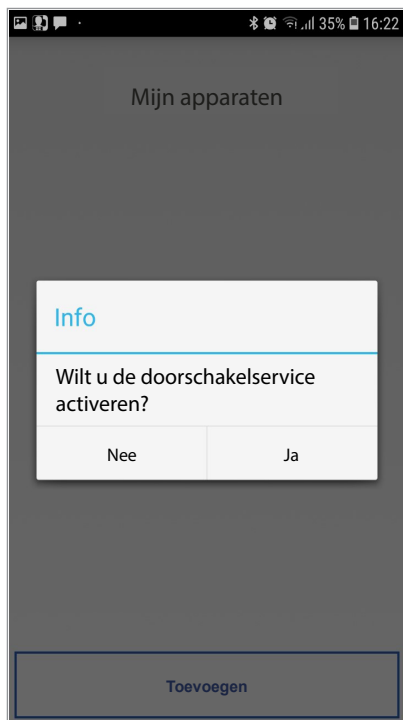 35% 16:22
Mijn apparaten
Info
Wilt u de doorschakelservice
activeren?
Nee Ja
Toevoegen